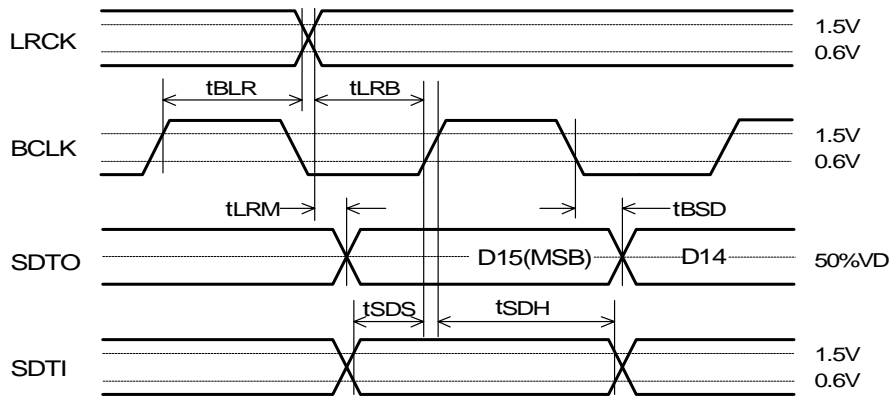 LRCK
1.5V
0.6V
tBLR
tLRB
BCLK
1.5V
0.6V
tLRM
tBSD
SDTO
D15(MSB)
D14
50%VD
tSDS
tSDH
SDTI
1.5V
0.6V